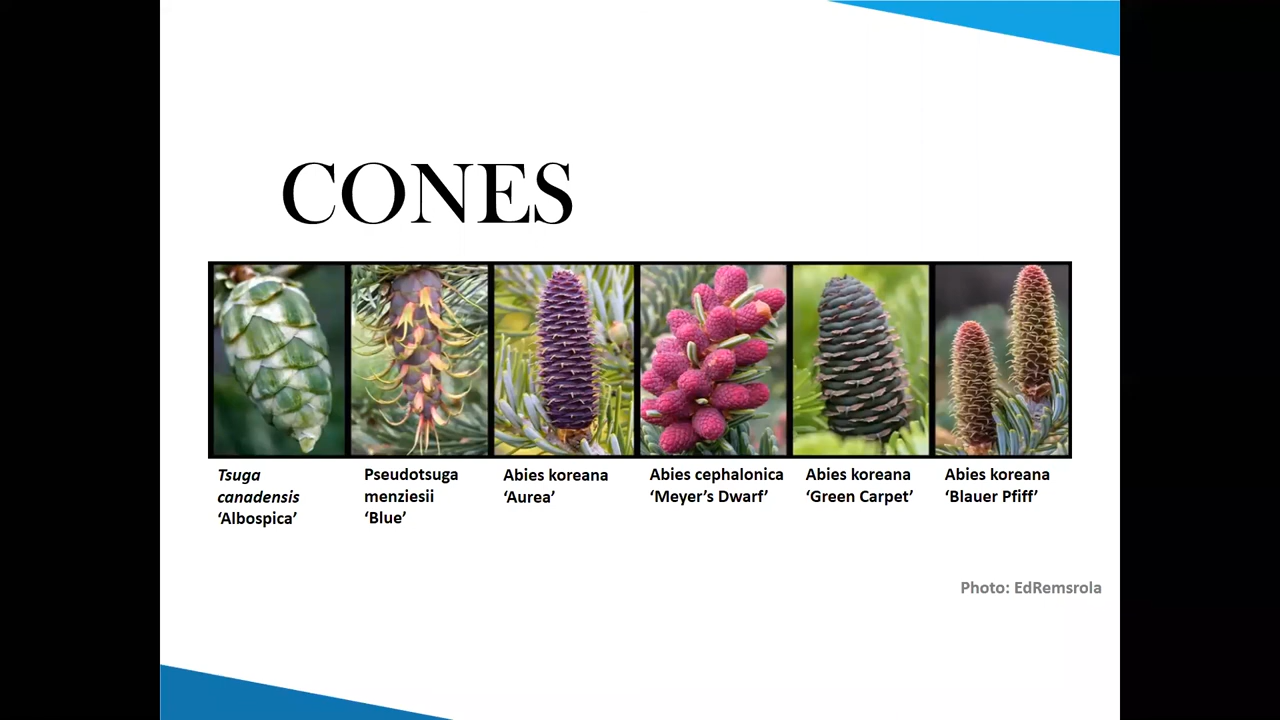 CONES
Tsuga
canadensis
‘Albospica’
Pseudotsuga
menziesii
‘Blue’
Abies koreana
‘Aurea’
Abies cephalonica
‘Meyer’s Dwarf’
Abies koreana
‘Green Carpet’
Abies koreana
‘Blauer Pfiff’
Photo: EdRemsrola